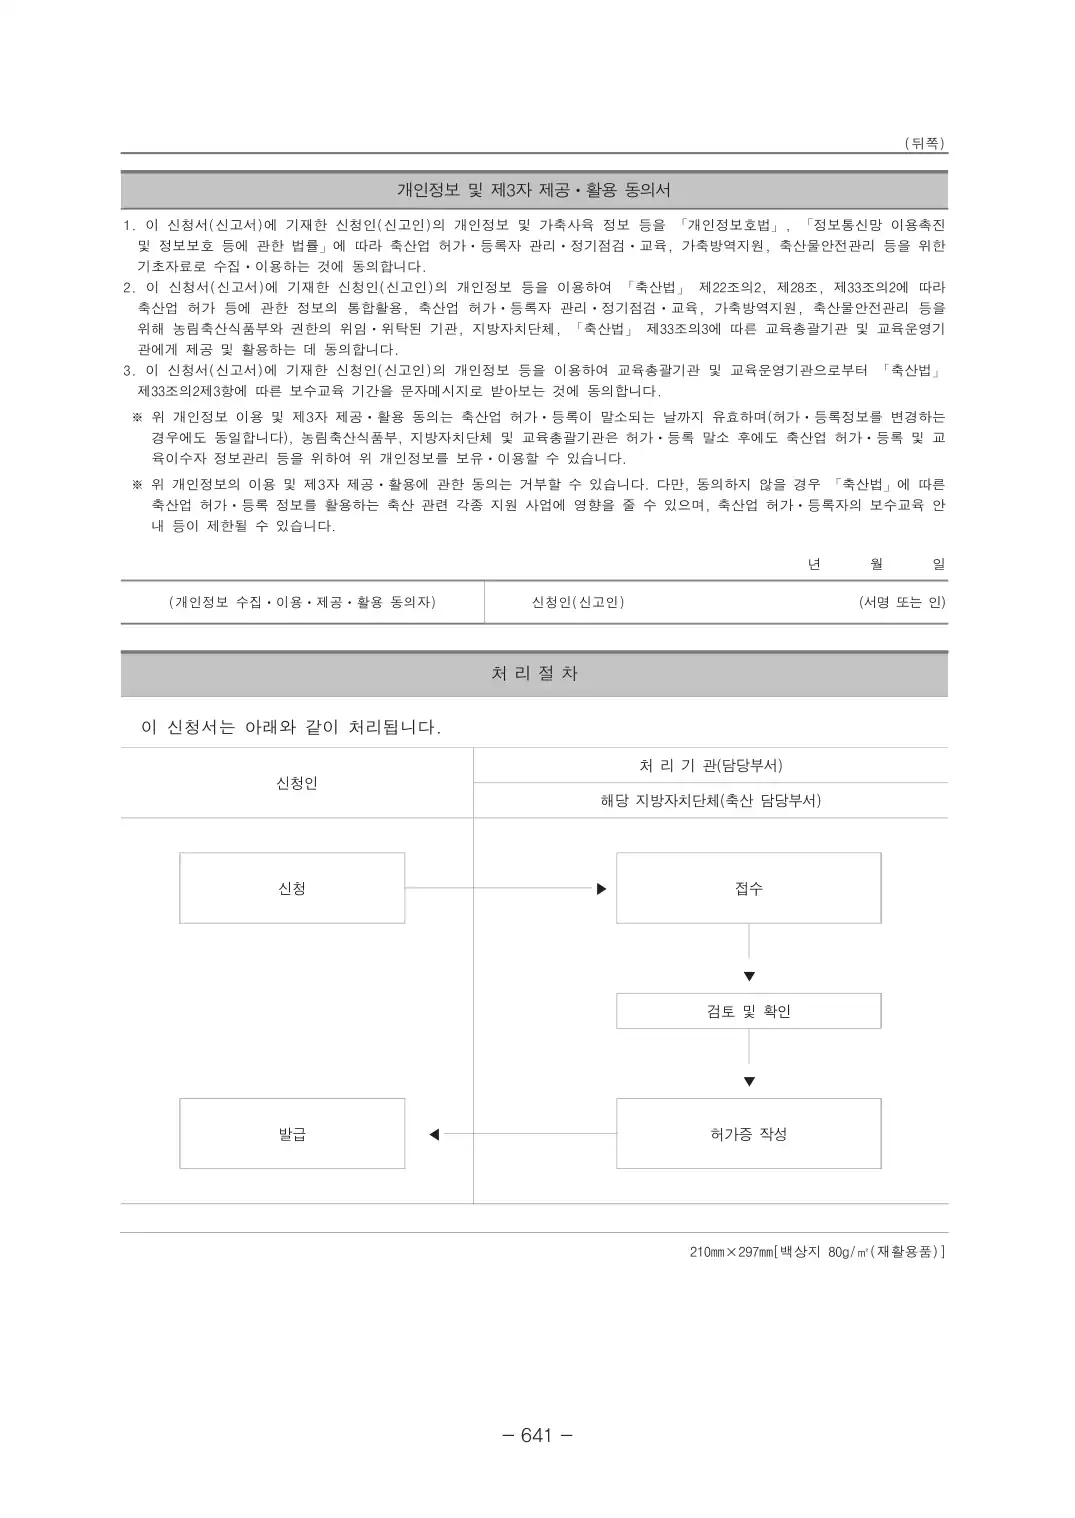 (뒤쪽)
개인정보 및 제3자 제공·활용 동의서
1. 이 신청서(신고서)에 기재한 신청인(신고인)의 개인정보 및 가축사육 정보 등을 「개인정보호법」, 「정보통신망 이용촉진
및 정보보호 등에 관한 법률」에 따라 축산업 허가·등록자 관리·정기점검·교육, 가축방역지원, 축산물안전관리 등을 위한
기초자료로 수집·이용하는 것에 동의합니다.
2. 이 신청서(신고서)에 기재한 신청인(신고인)의 개인정보 등을 이용하여 「축산법」 제22조의2, 제28조, 제33조의2에 따라
축산업 허가 등에 관한 정보의 통합활용, 축산업 허가·등록자 관리·정기점검·교육, 가축방역지원, 축산물안전관리 등을
위해 농림축산식품부와 권한의 위임·위탁된 기관, 지방자치단체, 「축산법」 제33조의3에 따른 교육총괄기관 및 교육운영기
관에게 제공 및 활용하는 데 동의합니다.
3. 이 신청서(신고서)에 기재한 신청인(신고인)의 개인정보 등을 이용하여 교육총괄기관 및 교육운영기관으로부터 「축산법」
제33조의2제3항에 따른 보수교육 기간을 문자메시지로 받아보는 것에 동의합니다.
※ 위 개인정보 이용 및 제3자 제공·활용 동의는 축산업 허가·등록이 말소되는 날까지 유효하며(허가·등록정보를 변경하는
경우에도 동일합니다), 농림축산식품부, 지방자치단체 및 교육총괄기관은 허가·등록 말소 후에도 축산업 허가·등록 및 교
육이수자 정보관리 등을 위하여 위 개인정보를 보유·이용할 수 있습니다.
※ 위 개인정보의 이용 및 제3자 제공·활용에 관한 동의는 거부할 수 있습니다. 다만, 동의하지 않을 경우 「축산법」에 따른
축산업 허가·등록 정보를 활용하는 축산 관련 각종 지원 사업에 영향을 줄 수 있으며, 축산업 허가·등록자의 보수교육 안
내 등이 제한될 수 있습니다.
년 월 일
(개인정보 수집·이용·제공·활용 동의자) 신청인(신고인) (서명 또는 인)
처 리 절 차
이 신청서는 아래와 같이 처리됩니다.
신청인
처 리 기 관(담당부서)
해당 지방자치단체(축산 담당부서)
신청 ▶ 접수
▼
검토 및 확인
▼
발급 ◀ 허가증 작성
210㎜×297㎜[백상지 80g/㎡(재활용품)]
- 641 -